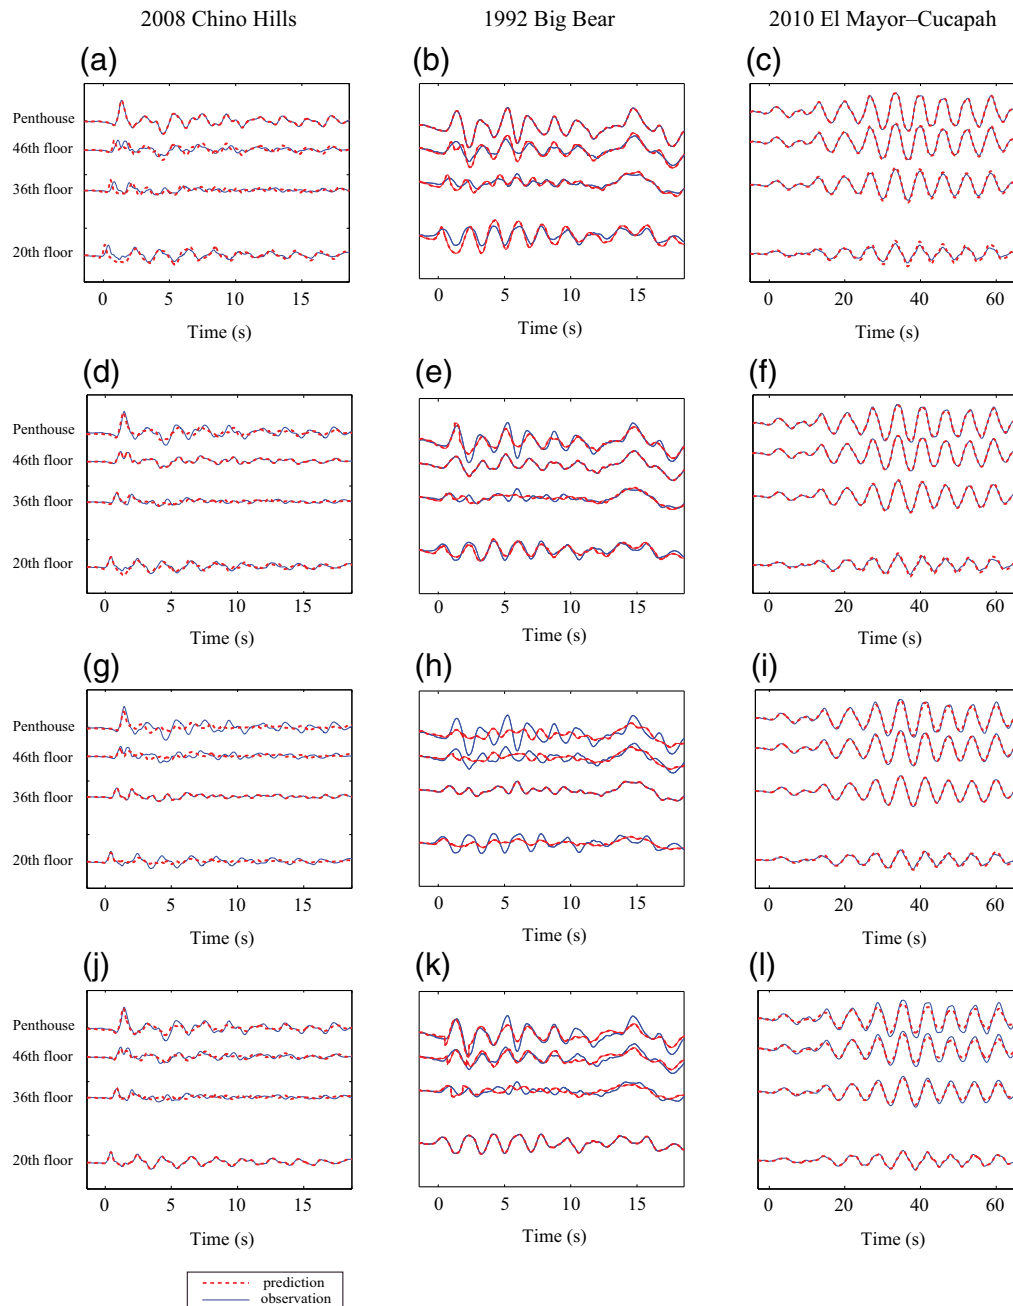 2008 Chino Hills 1992 Big Bear 2010 El Mayor–Cucapah
(a) (b) (c)
Penthouse
46th floor
36th floor
20th floor
0 5 10 15 0 5 10 15 0 20 40 60
Time (s) Time (s) Time (s)
(d) (e) (f)
Penthouse
46th floor
36th floor
20th floor
0 5 10 15 0 5 10 15 0 20 40 60
Time (s) Time (s) Time (s)
(g) (h) (i)
Penthouse
46th floor
36th floor
20th floor
0 5 10 15 0 5 10 15 0 20 40 60
Time (s) Time (s) Time (s)
(j) (k) (l)
Penthouse
46th floor
36th floor
20th floor
0 5 10 15 0 5 10 15 0 20 40 60
Time (s) Time (s) Time (s)
prediction
observation